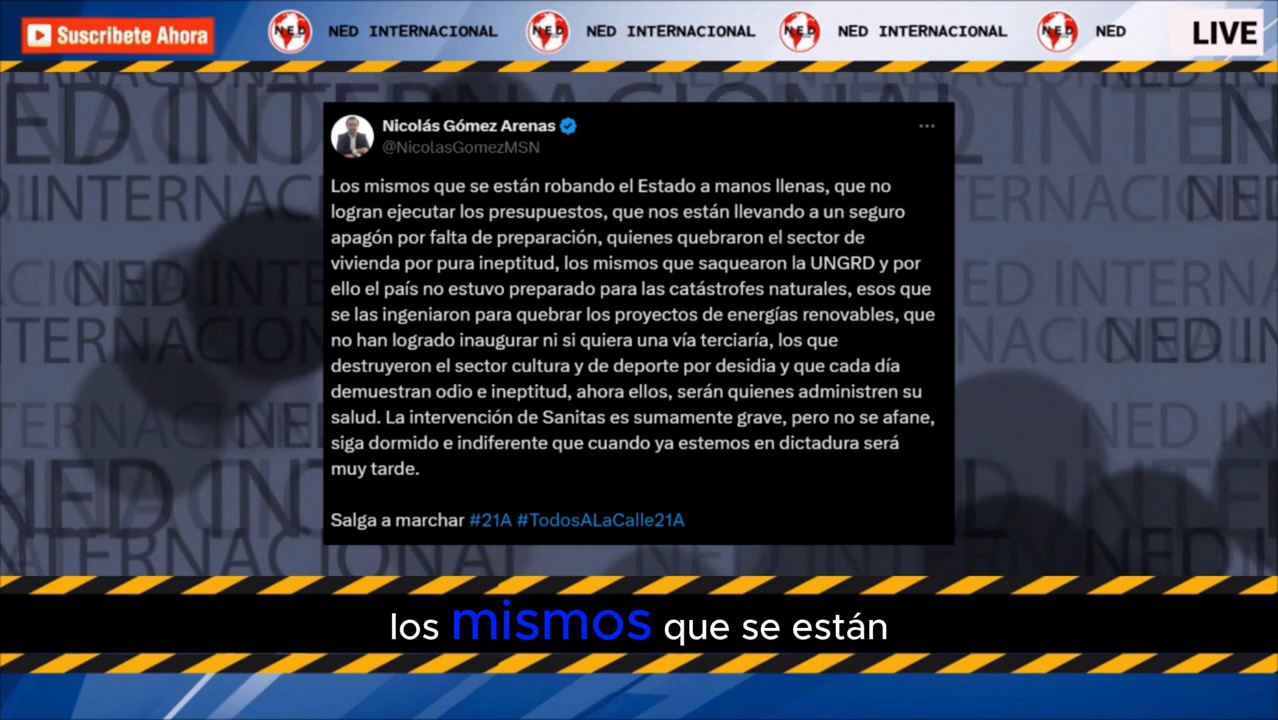 Suscribete Ahora
NED NED INTERNACIONAL NED NED INTERNACIONAL NED NED INTERNACIONAL NED NED
LIVE
Nicolás Gómez Arenas
@NicolasGomezMSN
Los mismos que se están robando el Estado a manos llenas, que no
logran ejecutar los presupuestos, que nos están llevando a un seguro
apagón por falta de preparación, quienes quebraron el sector de
vivienda por pura ineptitud, los mismos que saquearon la UNGRD y por
ello el país no estuvo preparado para las catástrofes naturales, esos que
se las ingeniaron para quebrar los proyectos de energías renovables, que
no han logrado inaugurar ni si quiera una vía terciaría, los que
destruyeron el sector cultura y de deporte por desidia y que cada día
demuestran odio e ineptitud, ahora ellos, serán quienes administren su
salud. La intervención de Sanitas es sumamente grave, pero no se afane,
siga dormido e indiferente que cuando ya estemos en dictadura será
muy tarde.
Salga a marchar #21A #TodosALaCalle21A
los mismos que se están